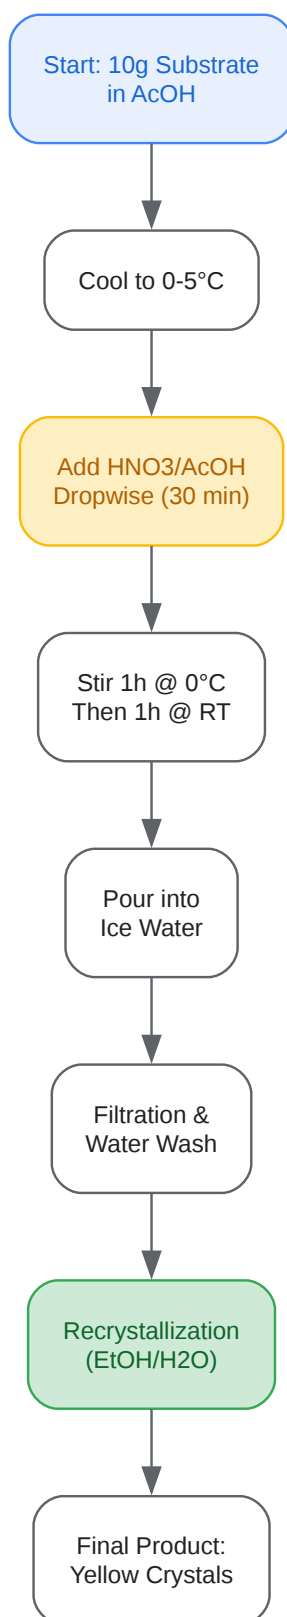 Start: 10g Substrate
in AcOH
Cool to 0-5°C
Add HNO3/AcOH
Dropwise (30 min)
Stir 1h @ 0°C
Then 1h @ RT
Pour into
Ice Water
Filtration &
Water Wash
Recrystallization
(EtOH/H2O)
Final Product:
Yellow Crystals